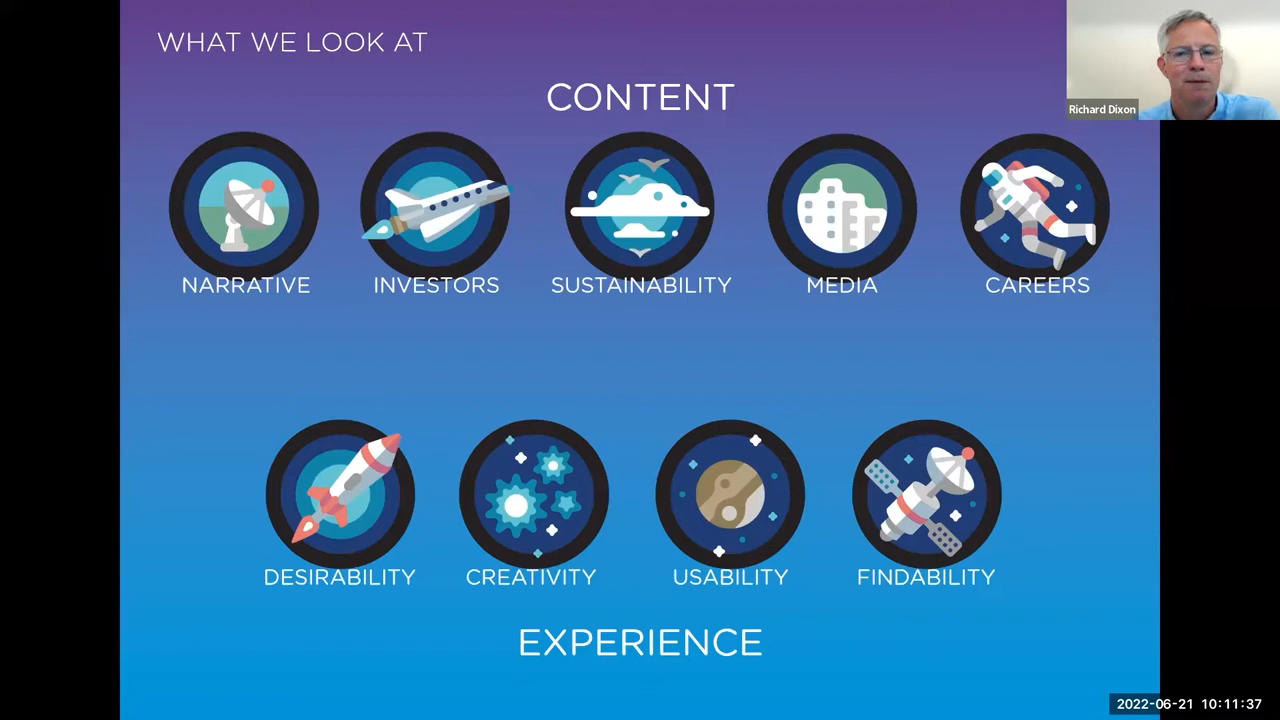 WHAT WE LOOK AT
CONTENT
Richard Dixon
NARRATIVE
INVESTORS
SUSTAINABILITY
MEDIA
CAREERS
DESIRABILITY
CREATIVITY
USABILITY
FINDABILITY
EXPERIENCE
2022-06-21 10:11:37